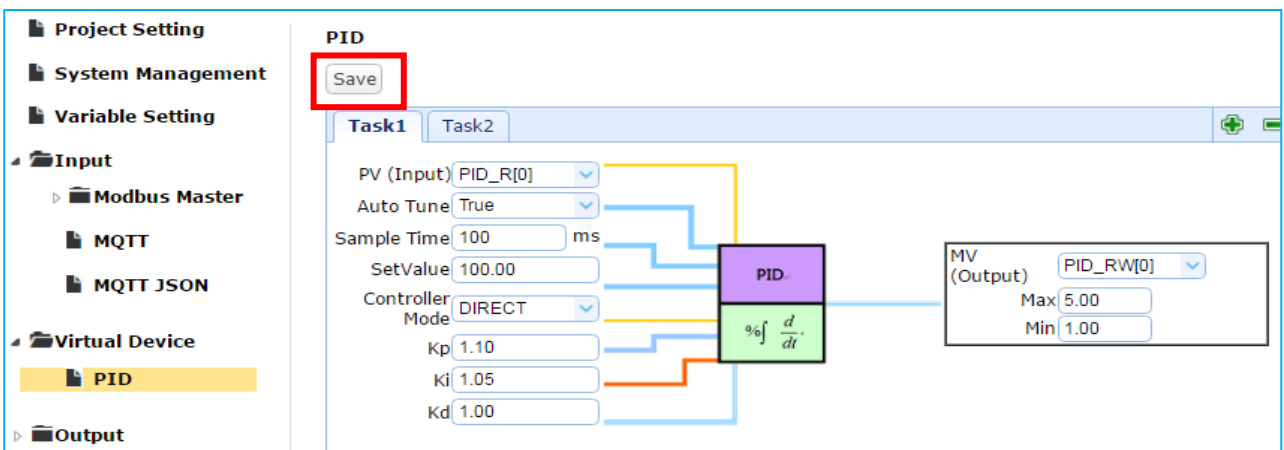 Project Setting
System Management
Variable Setting
Input
Modbus Master
MQTT
MQTT JSON
Virtual Device
PID
Output
PID
Save
Task1 Task2
PV (Input) PID_R[0]
Auto Tune True
Sample Time 100 ms
SetValue 100.00
Controller
Mode DIRECT
Kp 1.10
Ki 1.05
Kd 1.00
PID
%∫ d/dt
MV
(Output) PID_RW[0]
Max 5.00
Min 1.00